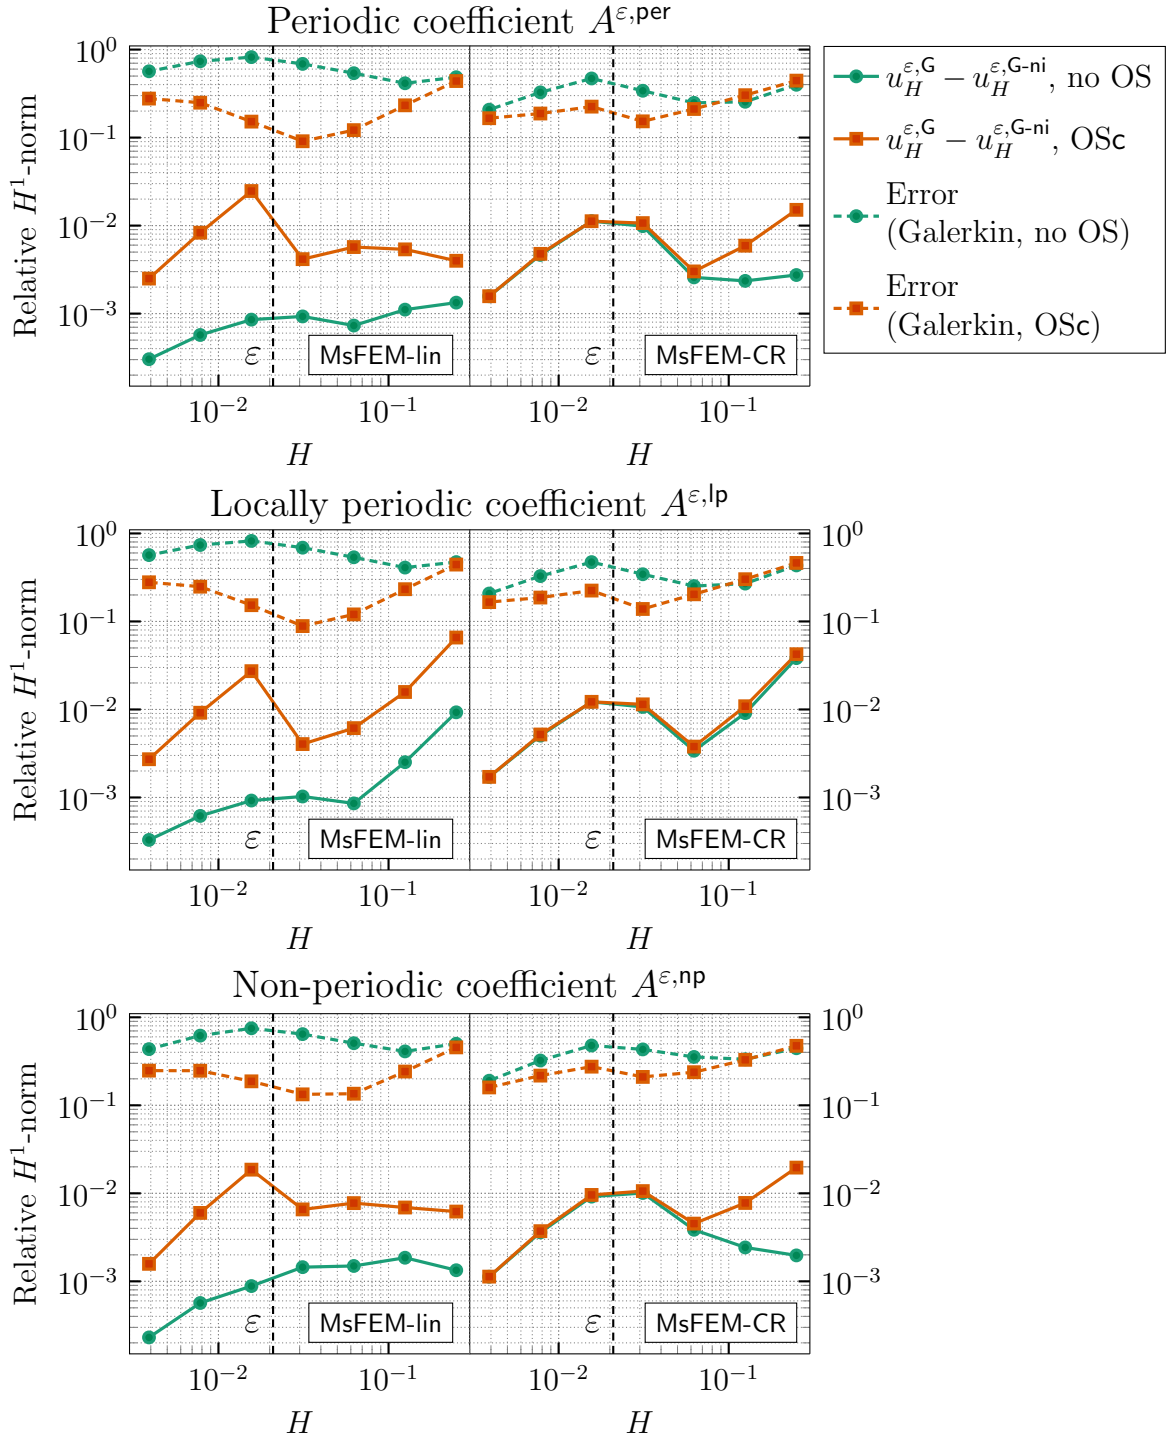 Periodic coefficient A^{ε,per}
10^0
10^{−1}
10^{−2}
10^{−3}
Relative H^1-norm
ε
MsFEM-lin
ε
MsFEM-CR
10^{−2} 10^{−1} 10^{−2} 10^{−1}
H H
u_H^{ε,G} − u_H^{ε,G-ni}, no OS
u_H^{ε,G} − u_H^{ε,G-ni}, OSc
Error
(Galerkin, no OS)
Error
(Galerkin, OSc)
Locally periodic coefficient A^{ε,lp}
10^0 10^0
10^{−1} 10^{−1}
10^{−2} 10^{−2}
10^{−3} 10^{−3}
Relative H^1-norm
ε
MsFEM-lin
ε
MsFEM-CR
10^{−2} 10^{−1} 10^{−2} 10^{−1}
H H
Non-periodic coefficient A^{ε,np}
10^0 10^0
10^{−1} 10^{−1}
10^{−2} 10^{−2}
10^{−3} 10^{−3}
Relative H^1-norm
ε
MsFEM-lin
ε
MsFEM-CR
10^{−2} 10^{−1} 10^{−2} 10^{−1}
H H